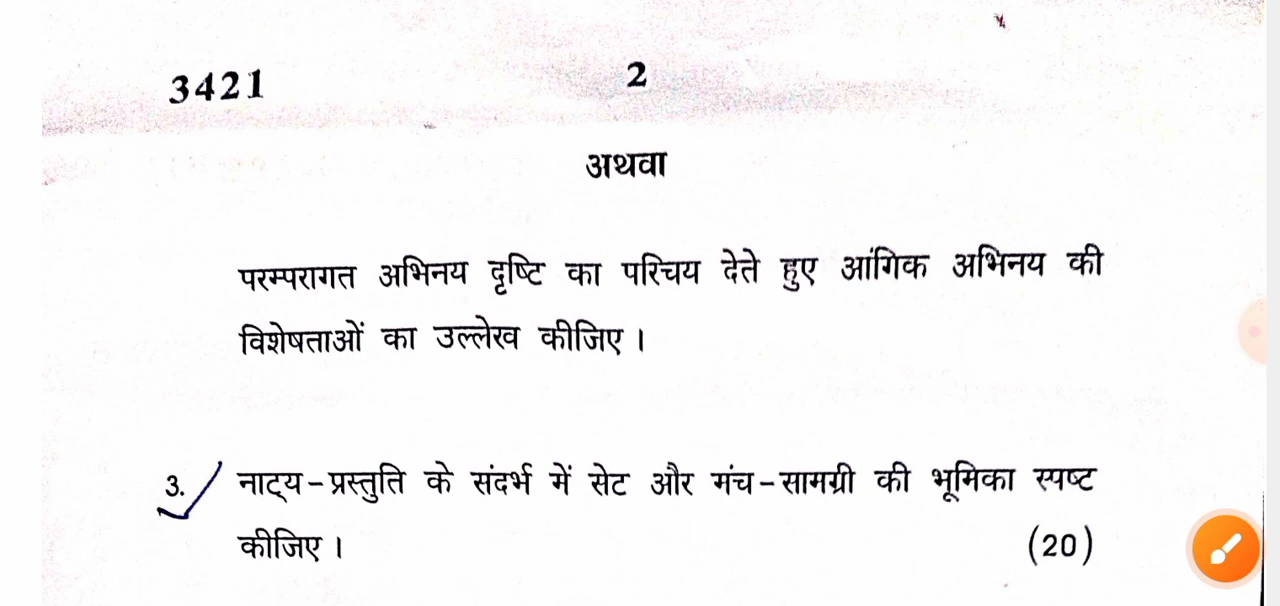 3421
2
अथवा
परम्परागत अभिनय दृष्टि का परिचय देते हुए आंगिक अभिनय की
विशेषताओं का उल्लेख कीजिए ।
3. नाट्य-प्रस्तुति के संदर्भ में सेट और मंच-सामग्री की भूमिका स्पष्ट
कीजिए ।
(20)